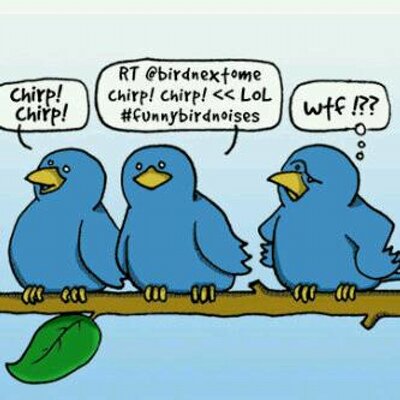 Chirp!
Chirp!
RT @birdnextome
Chirp! Chirp! << LoL
#funnybirdnoises
wtf !??